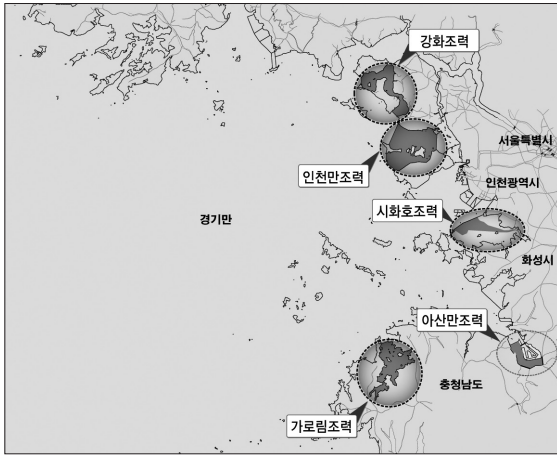 강화조력
서울특별시
인천만조력
인천광역시
시화호조력
경기만
화성시
아산만조력
충청남도
가로림조력